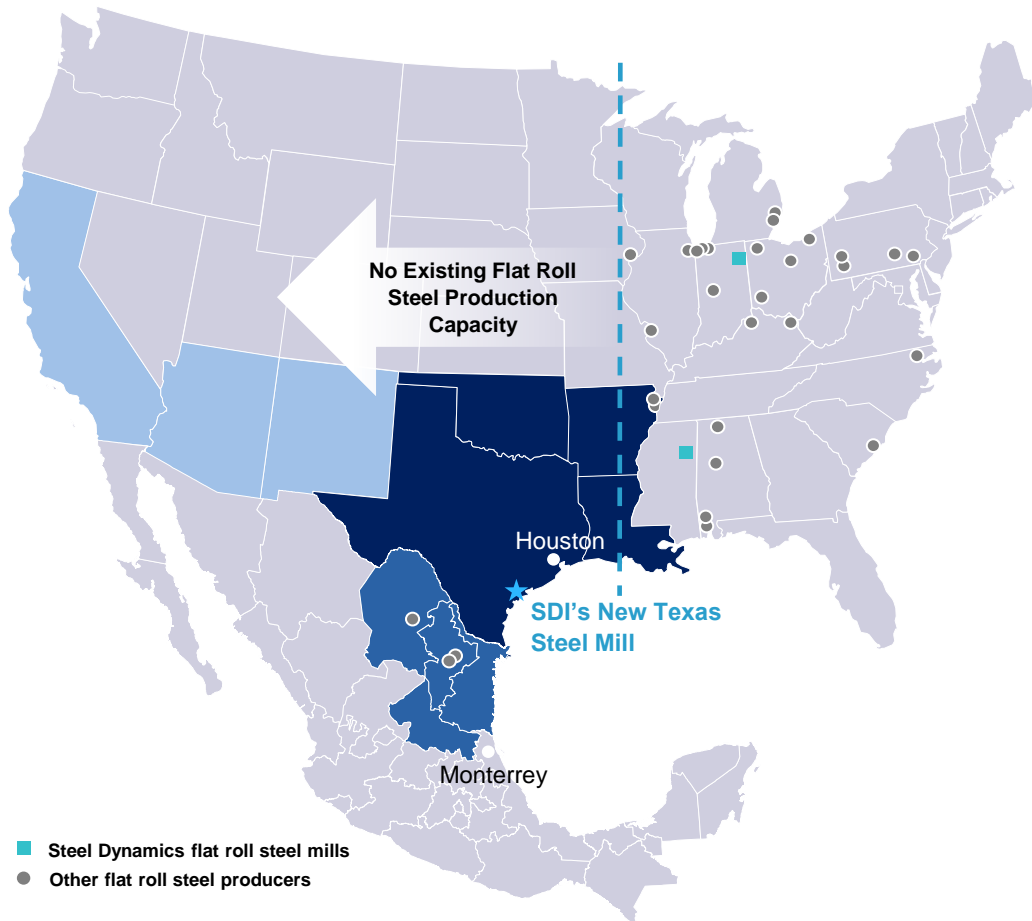 No Existing Flat Roll
Steel Production
Capacity
Houston
SDI's New Texas
Steel Mill
Monterrey
Steel Dynamics flat roll steel mills
Other flat roll steel producers